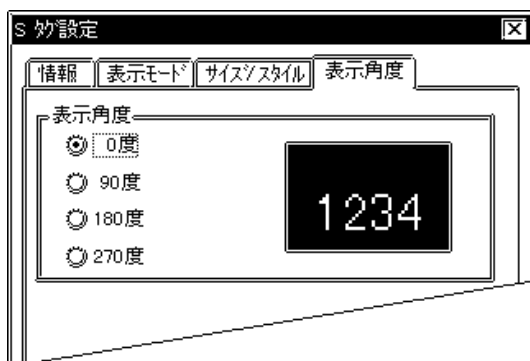 S タグ設定
情報 表示モード サイズ/スタイル 表示角度
表示角度
0度
90度
180度
270度
1234